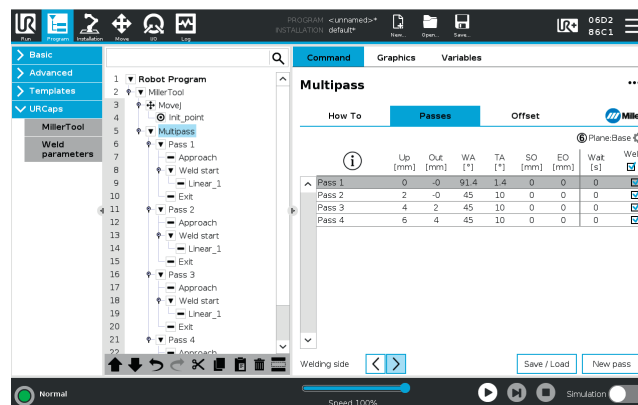 PROGRAM <unnamed>*
INSTALLATION default*
UR+ 06D2
86C1
Run Program Installation Move I/O Log New... Open... Save...
Basic
Advanced
Templates
URCaps
MillerTool
Weld
parameters
1 Robot Program
2 MillerTool
3 MoveJ
4 Init_point
5 Multipass
6 Pass 1
7 Approach
8 Weld start
9 Linear_1
10 Exit
11 Pass 2
12 Approach
13 Weld start
14 Linear_1
15 Exit
16 Pass 3
17 Approach
18 Weld start
19 Linear_1
20 Exit
21 Pass 4
22 Approach
Command Graphics Variables
Multipass
How To Passes Offset Mille
6 Plane:Base
Up Out WA TA SO EO Wait Wel
[mm] [mm] [°] [°] [mm] [mm] [s]
Pass 1 0 -0 91.4 1.4 0 0 0
Pass 2 2 -0 45 10 0 0 0
Pass 3 4 2 45 10 0 0 0
Pass 4 6 4 45 10 0 0 0
Welding side < > Save / Load New pass
Normal
Speed 100%
Simulation